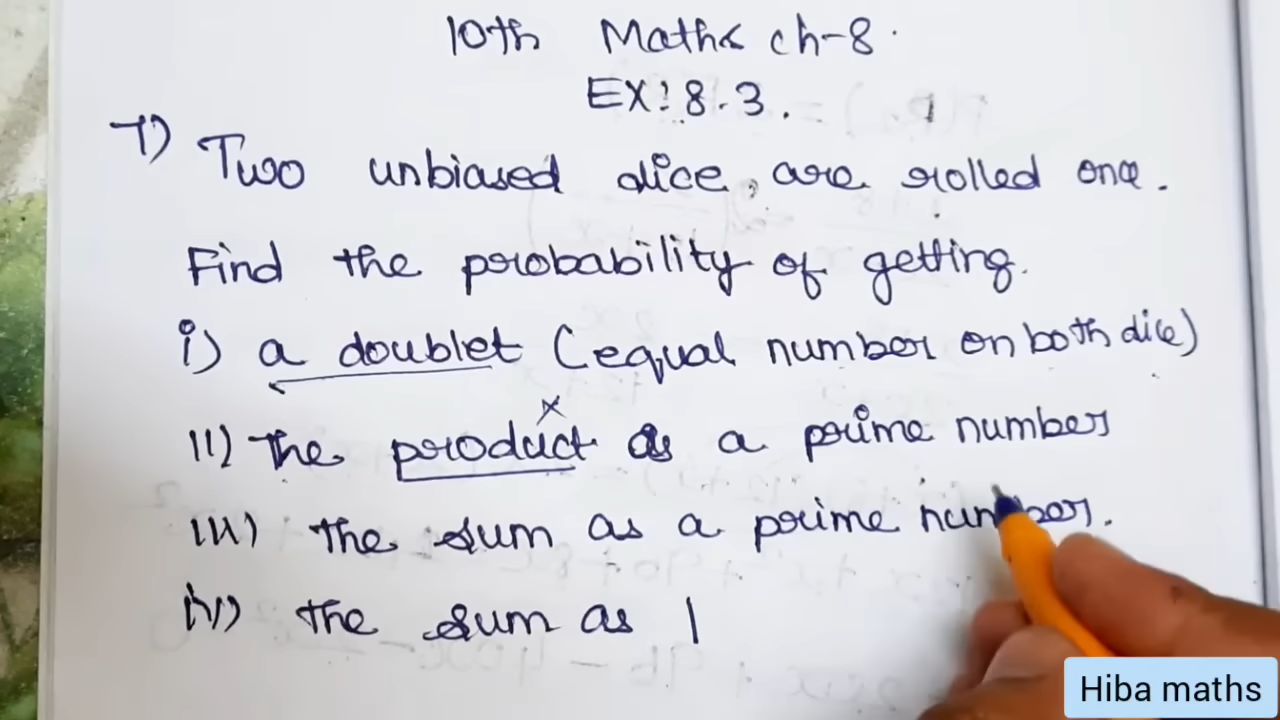 10th Maths ch-8.
EX: 8.3.
7) Two unbiased dice are rolled once.
Find the probability of getting.
i) a doublet (equal number on both dice)
ii) The product as a prime number
iii) The sum as a prime number.
iv) The sum as 1
Hiba maths